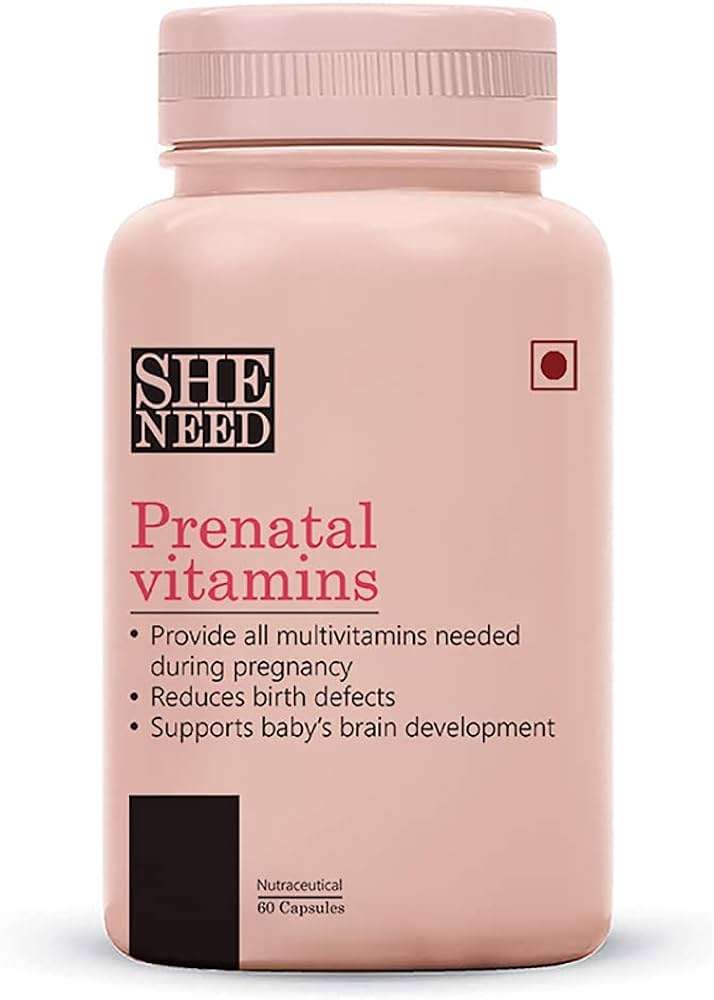 SHE
NEED
Prenatal
vitamins
• Provide all multivitamins needed
during pregnancy
• Reduces birth defects
• Supports baby's brain development
Nutraceutical
60 Capsules